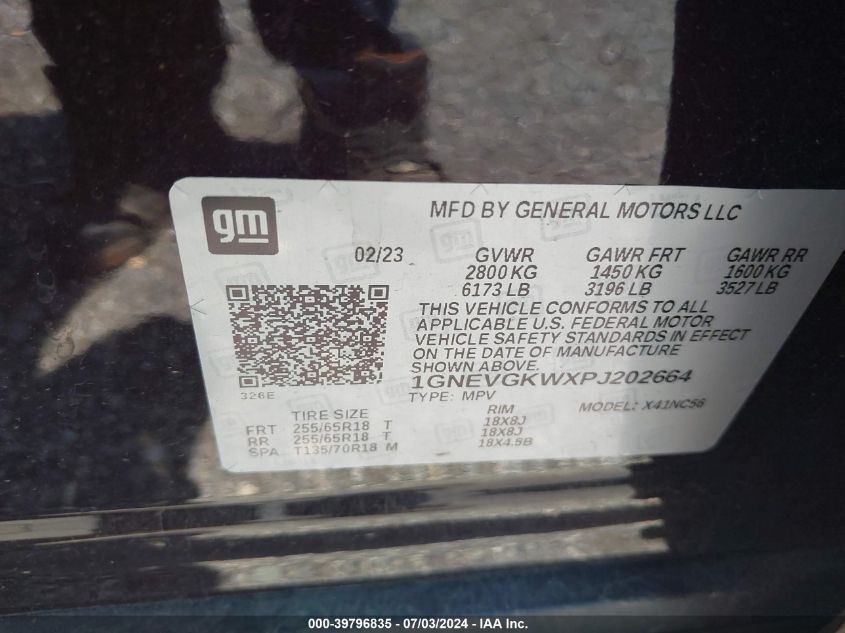 gm
MFD BY GENERAL MOTORS LLC
02/23 GVWR GAWR FRT GAWR RR
2800 KG 1450 KG 1600 KG
6173 LB 3196 LB 3527 LB
THIS VEHICLE CONFORMS TO ALL
APPLICABLE U.S. FEDERAL MOTOR
VEHICLE SAFETY STANDARDS IN EFFECT
ON THE DATE OF MANUFACTURE
SHOWN ABOVE.
1GNEVGKWXPJ202664
326E
TYPE: MPV MODEL: X41NC56
TIRE SIZE RIM
FRT 255/65R18 T 18X8J
RR 255/65R18 T 18X8J
SPA T135/70R18 M 18X4.5B
000-39796835 - 07/03/2024 - IAA Inc.